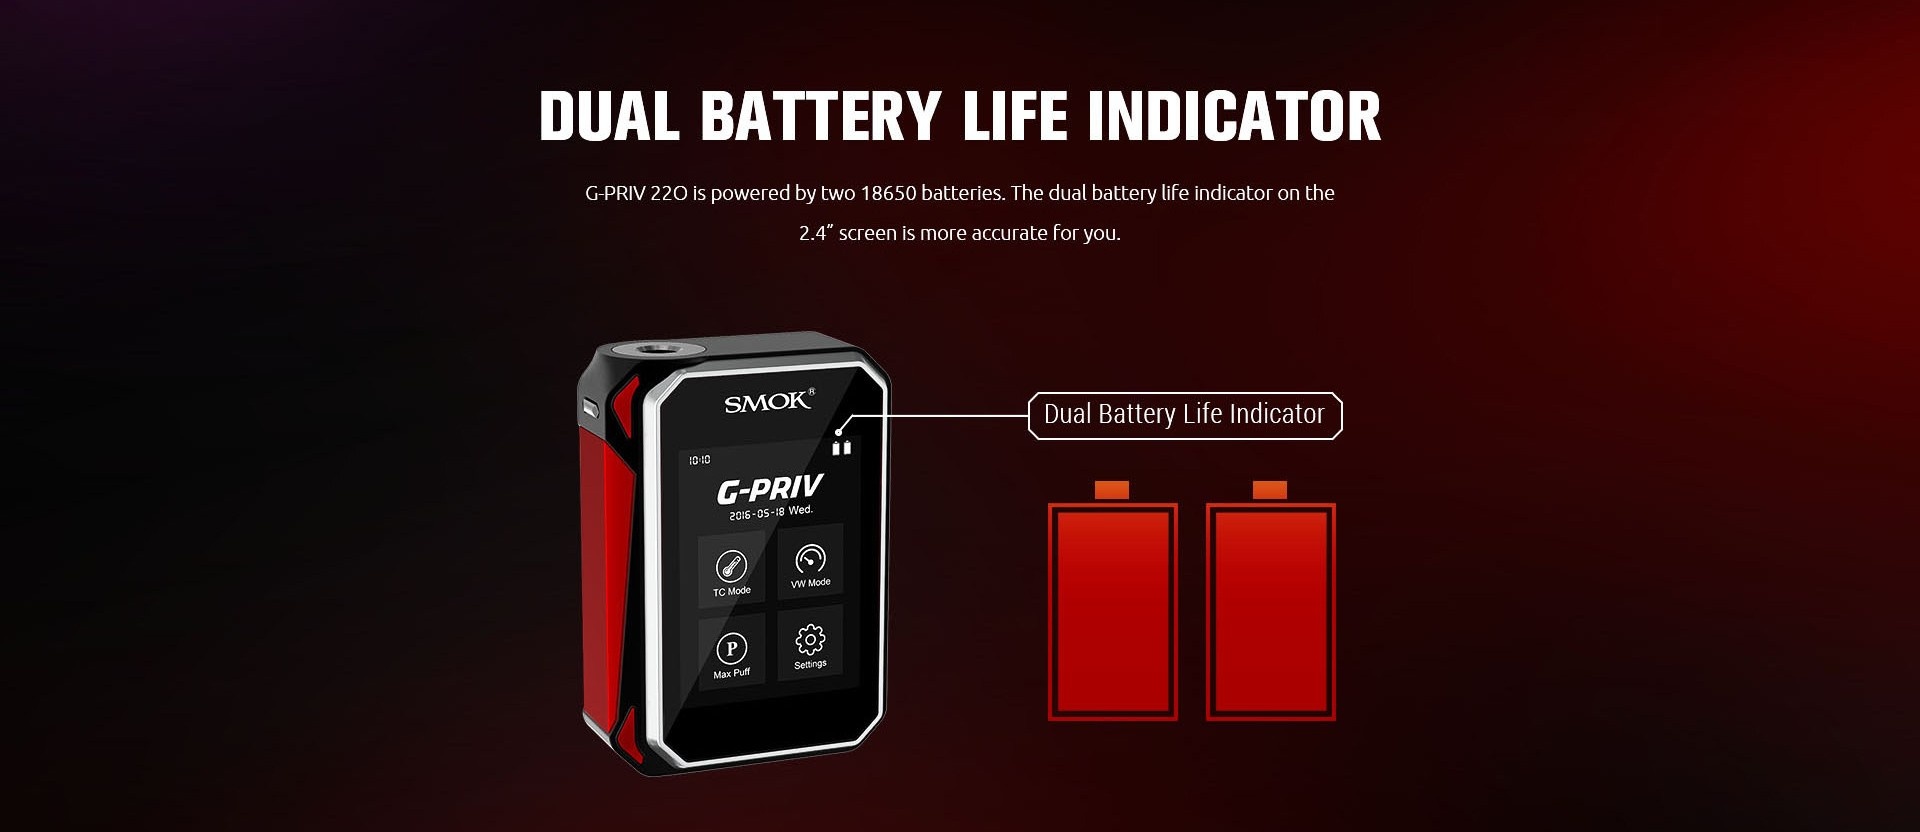 DUAL BATTERY LIFE INDICATOR
G-PRIV 22O is powered by two 18650 batteries. The dual battery life indicator on the
2.4” screen is more accurate for you.
SMOK®
Dual Battery Life Indicator
10:10
G-PRIV
2016-05-18 Wed.
TC Mode
VW Mode
P
Max Puff
Settings